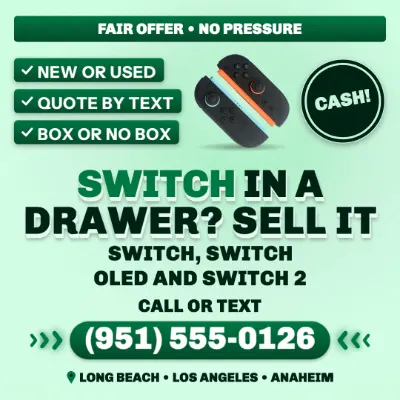 FAIR OFFER • NO PRESSURE
NEW OR USED
QUOTE BY TEXT
BOX OR NO BOX
CASH!
SWITCH IN A
DRAWER? SELL IT
SWITCH, SWITCH
OLED AND SWITCH 2
CALL OR TEXT
(951) 555-0126
LONG BEACH • LOS ANGELES • ANAHEIM